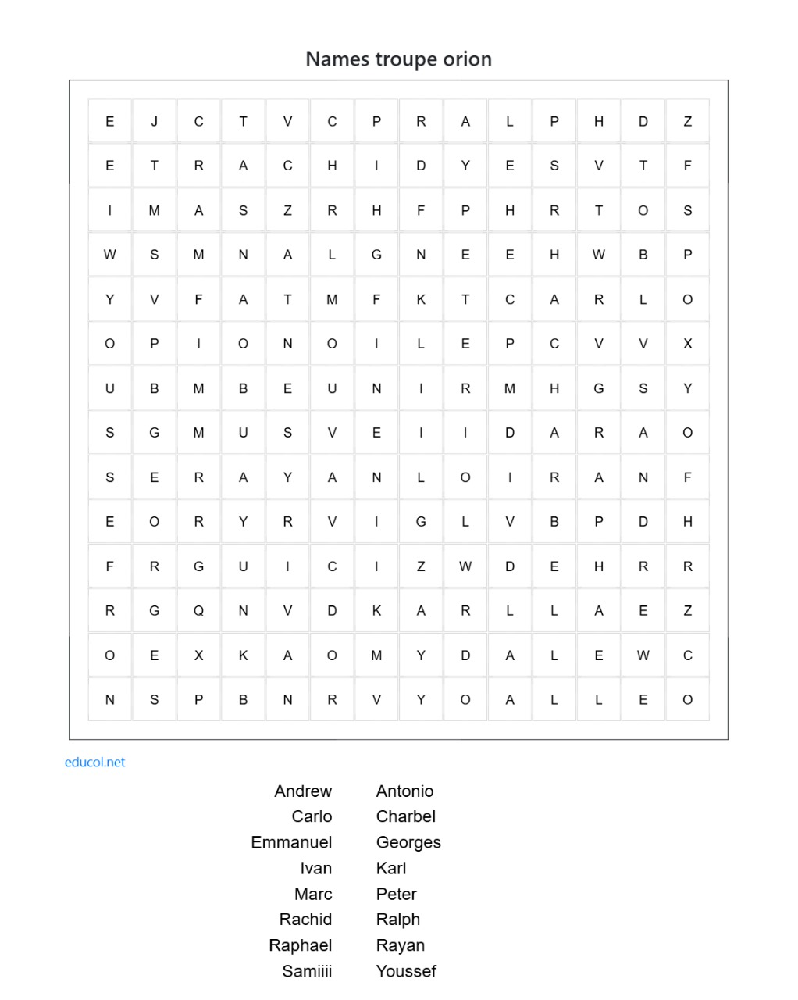 Names troupe orion
E J C T V C P R A L P H D Z
E T R A C H I D Y E S V T F
I M A S Z R H F P H R T O S
W S M N A L G N E E H W B P
Y V F A T M F K T C A R L O
O P I O N O I L E P C V V X
U B M B E U N I R M H G S Y
S G M U S V E I I D A R A O
S E R A Y A N L O I R A N F
E O R Y R V I G L V B P D H
F R G U I C I Z W D E H R R
R G Q N V D K A R L L A E Z
O E X K A O M Y D A L E W C
N S P B N R V Y O A L L E O
educol.net
Andrew Antonio
Carlo Charbel
Emmanuel Georges
Ivan Karl
Marc Peter
Rachid Ralph
Raphael Rayan
Samiiii Youssef